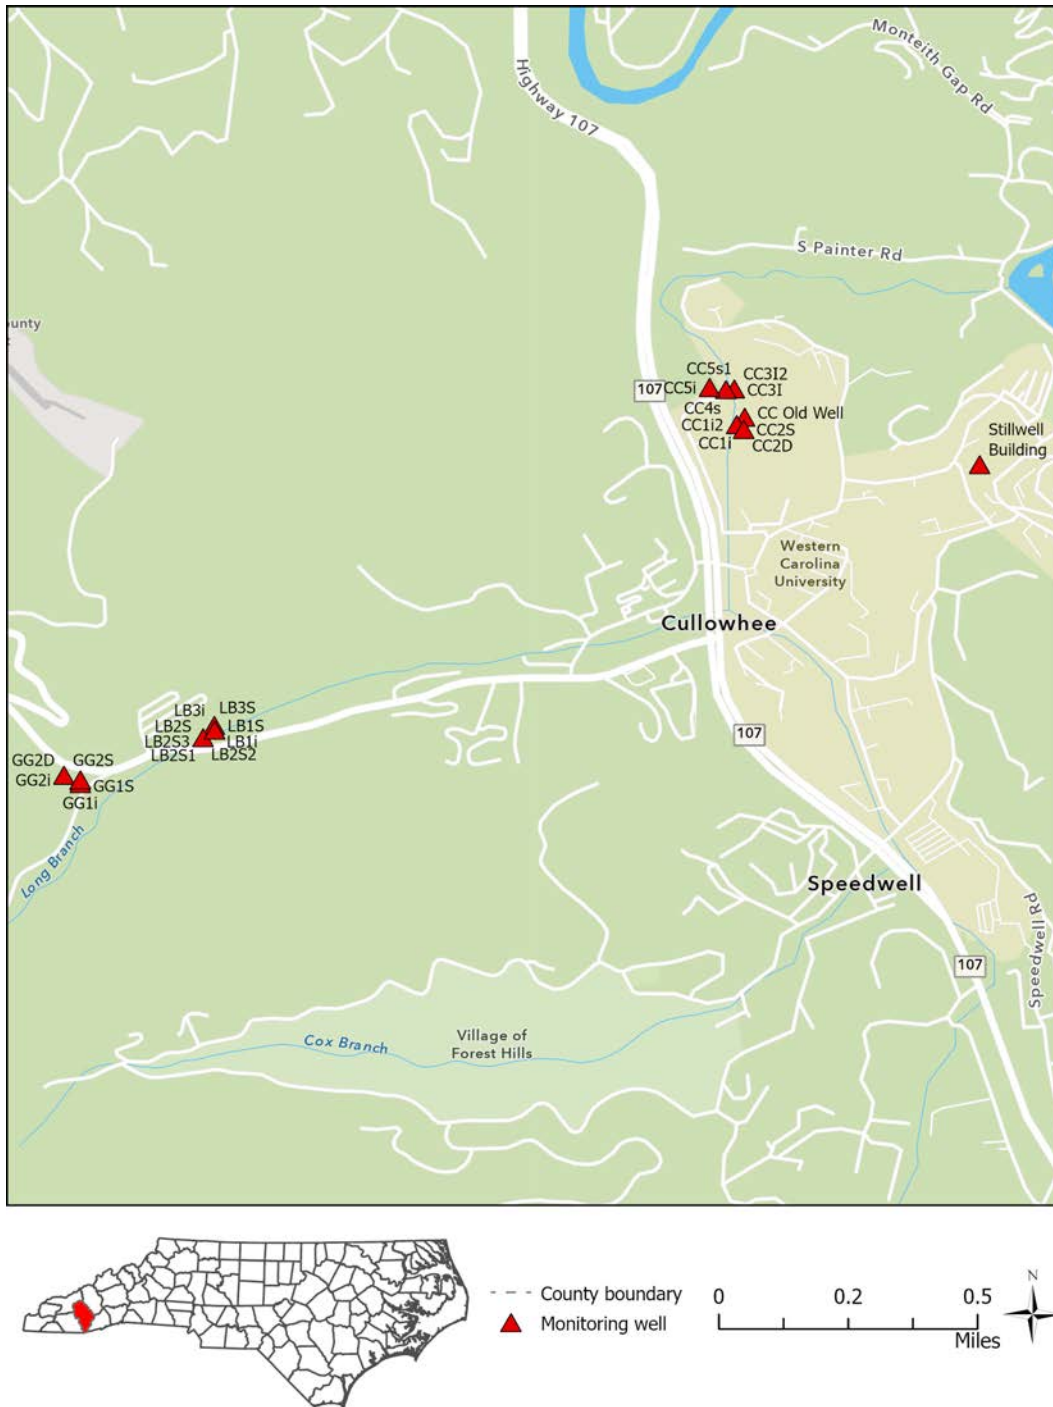 Monteith Gap Rd
Highway 107
S Painter Rd
ounty
CC5s1
CC3I2
107
CC5i
CC3I
CC4s
CC Old Well
CC1i2
CC2S
CC1i
CC2D
Stillwell
Building
Western
Carolina
University
Cullowhee
LB3i
LB3S
LB2S
LB1S
LB2S3
LB1i
LB2S1
LB2S2
107
GG2D
GG2S
GG2i
GG1S
GG1i
Long Branch
Speedwell
Speedwell Rd
107
Cox Branch
Village of
Forest Hills
County boundary
Monitoring well
0 0.2 0.5
Miles
N